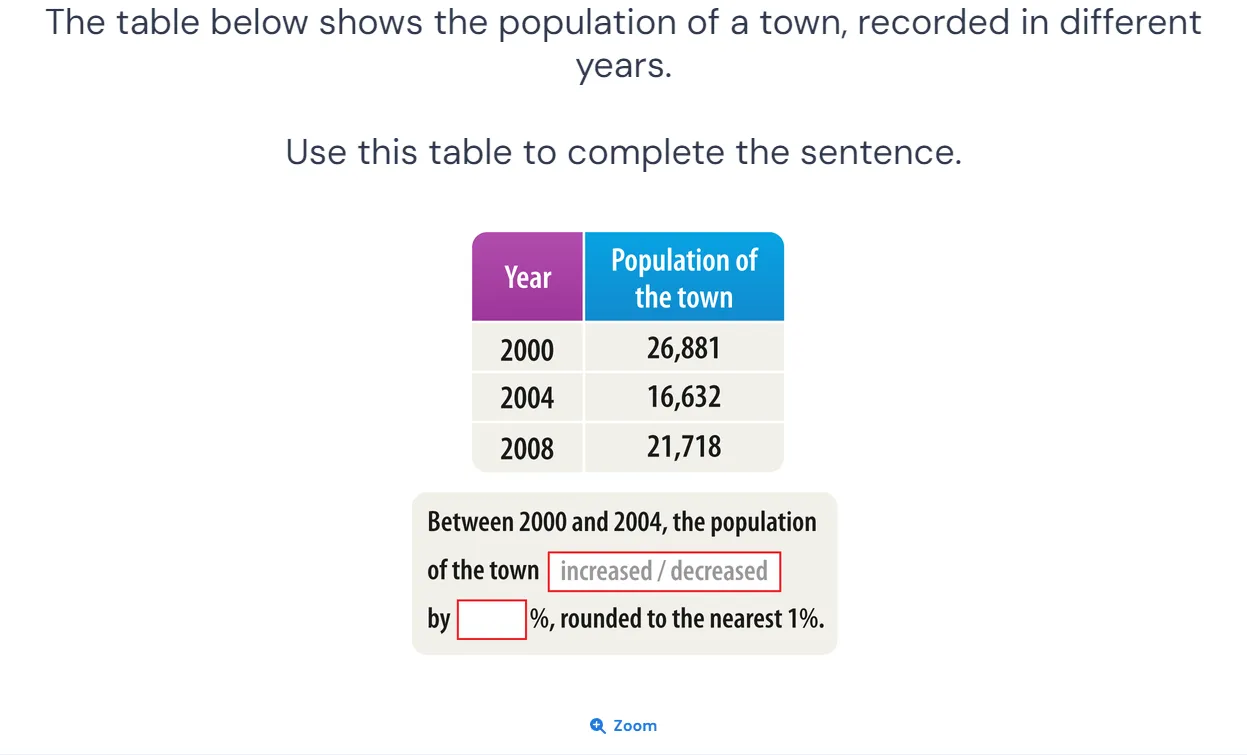 The table below shows the population of a town, recorded in different
years.
Use this table to complete the sentence.
Year
Population of
the town
2000 26,881
2004 16,632
2008 21,718
Between 2000 and 2004, the population
of the town increased / decreased
by %, rounded to the nearest 1%.
Zoom